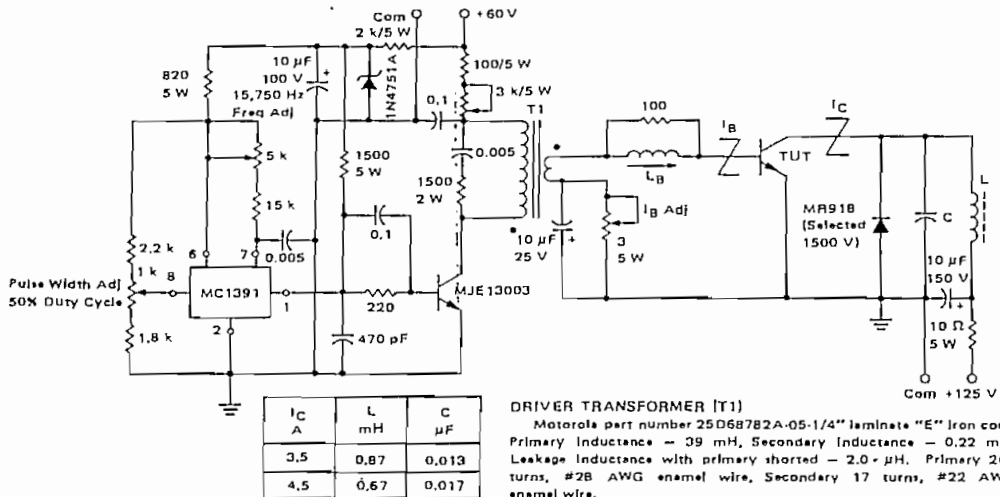 Com
+60 V
2 k/5 W
10 µF
100 V
15,750 Hz
Freq Adj
820
5 W
1N4751A
100/5 W
3 k/5 W
T1
0,1
100
I_B
I_C
TUT
5 k
1500
5 W
0.005
1500
2 W
L_B
I_B Adj
MR918
(Selected
1500 V)
C
L
15 k
0,1
10 µF
25 V
3
5 W
10 µF
150 V
2,2 k
6
7
0.005
Pulse Width Adj
50% Duty Cycle
1 k
8
MC1391
1
220
MJE13003
10 Ω
5 W
2
1,8 k
470 pF
Com +125 V
I_C
A
L
mH
C
µF
3,5
0,87
0,013
4,5
0,67
0,017
DRIVER TRANSFORMER (T1)
Motorola part number 25D68782A-05-1/4" laminate "E" iron co
Primary Inductance – 39 mH, Secondary Inductance – 0.22 m
Leakage Inductance with primary shorted – 2.0 - µH, Primary 2
turns, #28 AWG enamel wire, Secondary 17 turns, #22 AW
enamel wire.